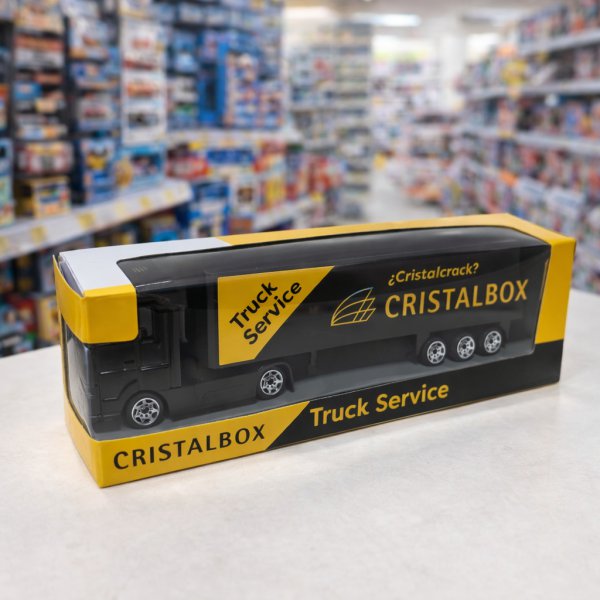 Truck
Service
¿Cristalcrack?
CRISTALBOX
CRISTALBOX
Truck Service